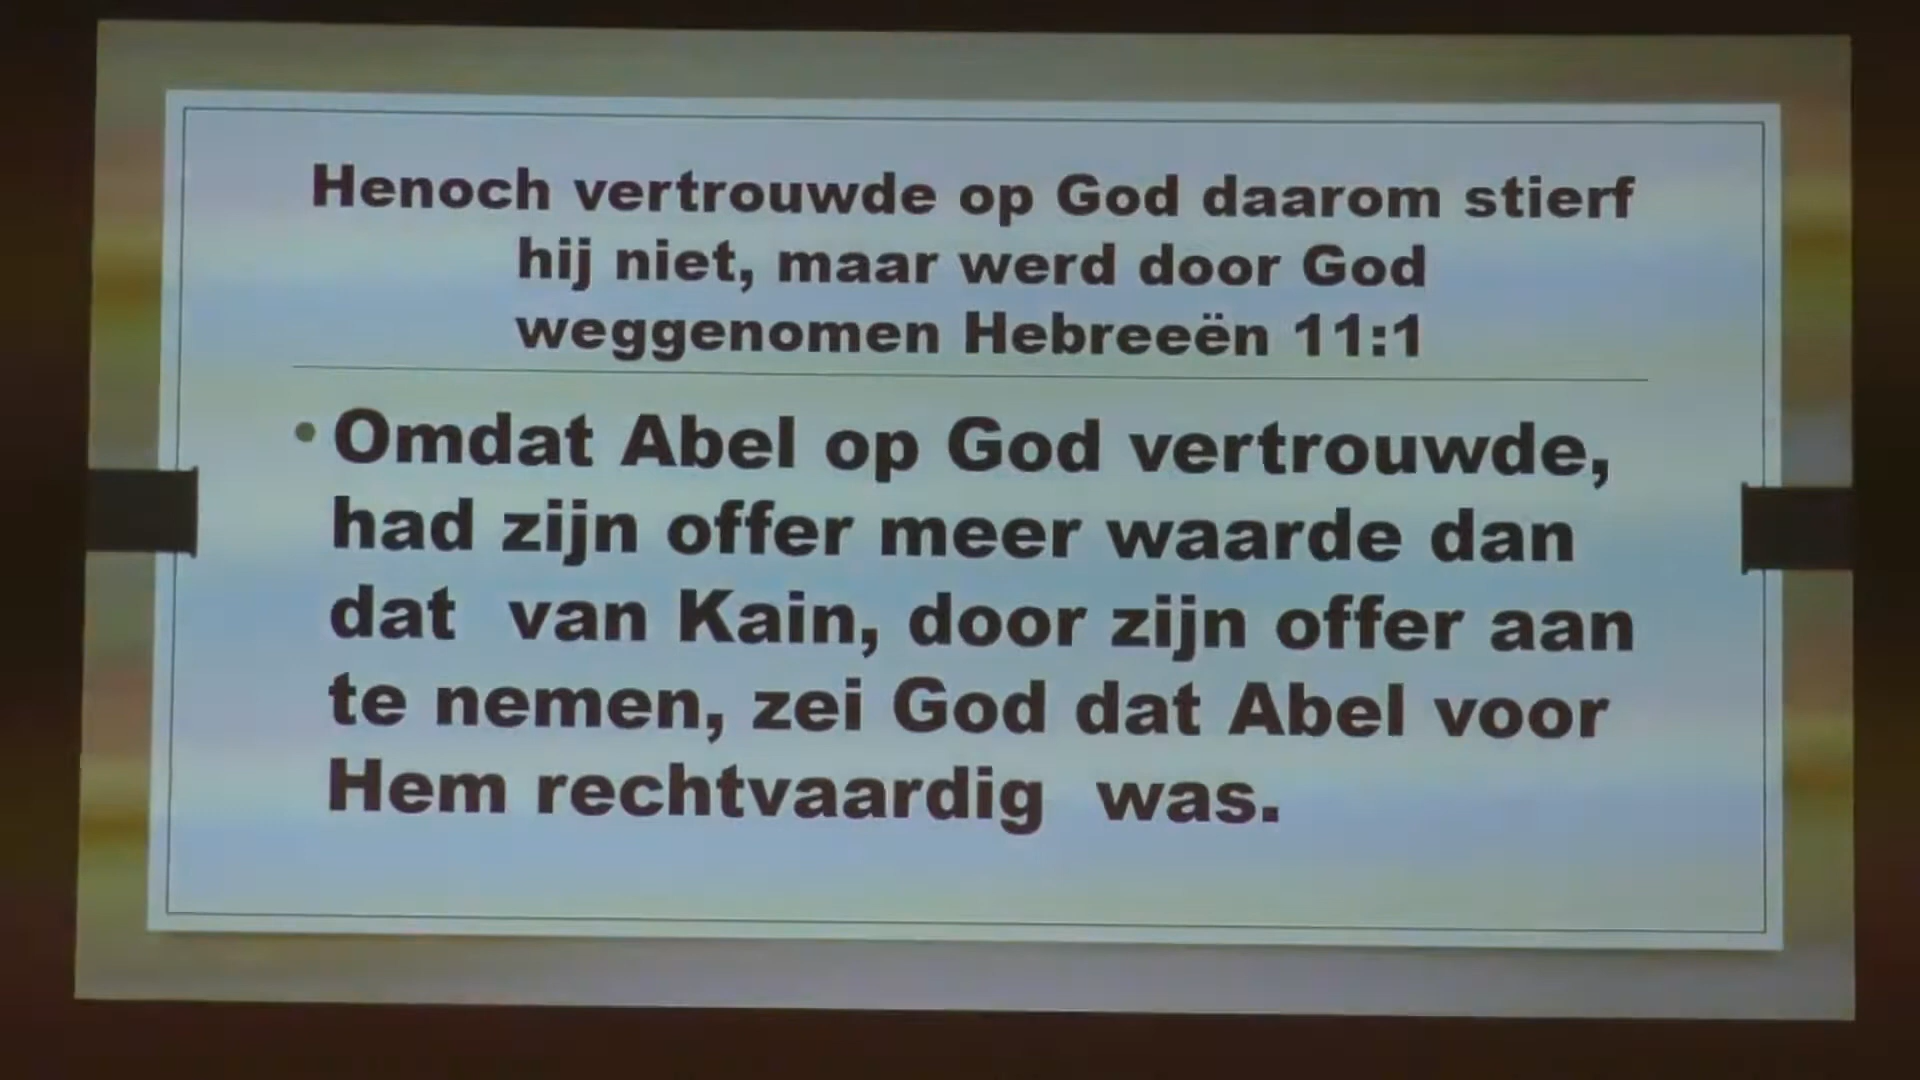 Henoch vertrouwde op God daarom stierf
hij niet, maar werd door God
weggenomen Hebreeën 11:1
• Omdat Abel op God vertrouwde,
had zijn offer meer waarde dan
dat van Kain, door zijn offer aan
te nemen, zei God dat Abel voor
Hem rechtvaardig was.